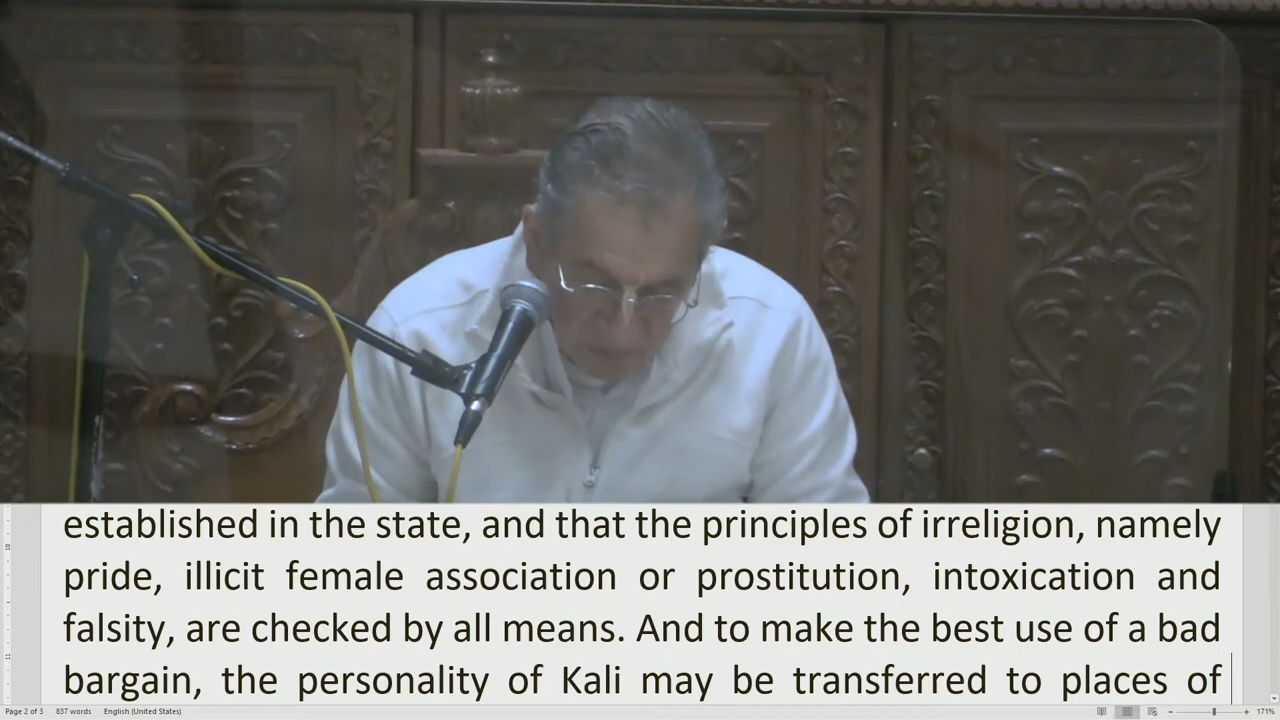 established in the state, and that the principles of irreligion, namely
pride, illicit female association or prostitution, intoxication and
falsity, are checked by all means. And to make the best use of a bad
bargain, the personality of Kali may be transferred to places of
Page 2 of 3 837 words English (United States) 171%